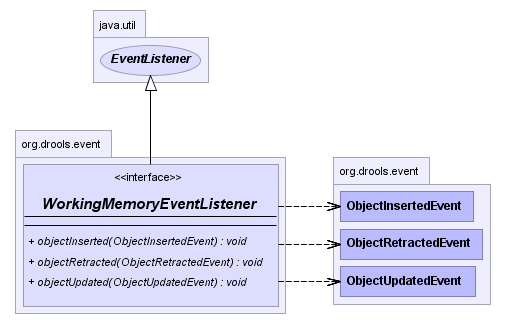 java.util
EventListener
org.drools.event
<<interface>>
WorkingMemoryEventListener
+ objectInserted(ObjectInsertedEvent) : void
+ objectRetracted(ObjectRetractedEvent) : void
+ objectUpdated(ObjectUpdatedEvent) : void
org.drools.event
ObjectInsertedEvent
ObjectRetractedEvent
ObjectUpdatedEvent